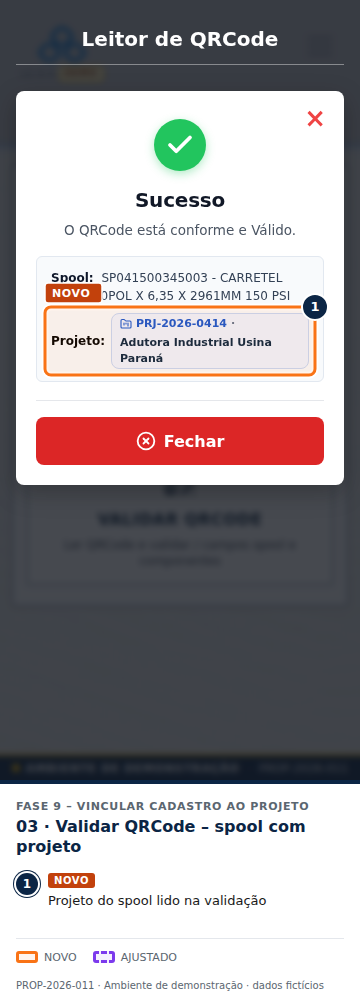 Leitor de QRCode
Sucesso
O QRCode está conforme e Válido.
Spool: SP041500345003 - CARRETEL
NOVO
OPOL X 6,35 X 2961MM 150 PSI
1
Projeto:
PRJ-2026-0414 ·
Adutora Industrial Usina
Paraná
Fechar
VALIDAR QRCODE
FASE 9 – VINCULAR CADASTRO AO PROJETO
03 · Validar QRCode – spool com
projeto
1
NOVO
Projeto do spool lido na validação
NOVO
AJUSTADO
PROP-2026-011 · Ambiente de demonstração · dados fictícios